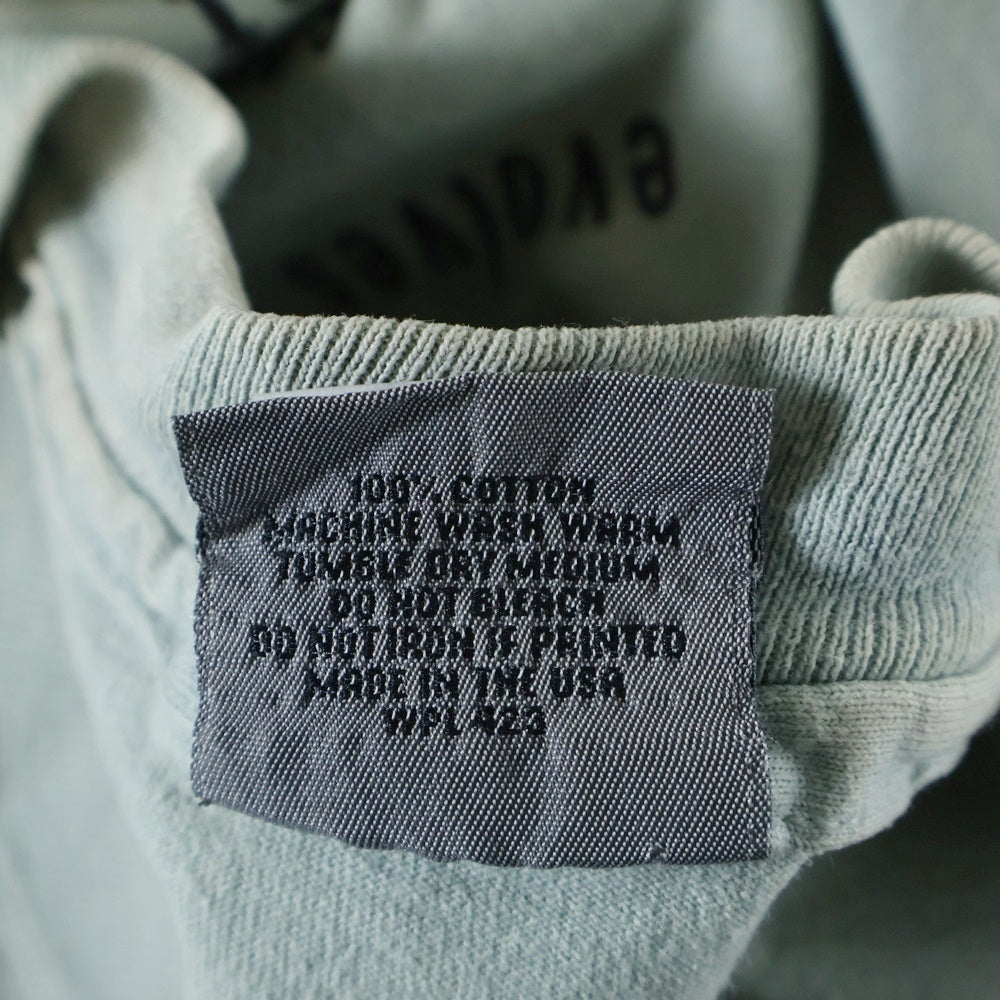 100% COTTON
MACHINE WASH WARM
TUMBLE DRY MEDIUM
DO NOT BLEACH
DO NOT IRON IF PRINTED
MADE IN THE USA
WPL 423